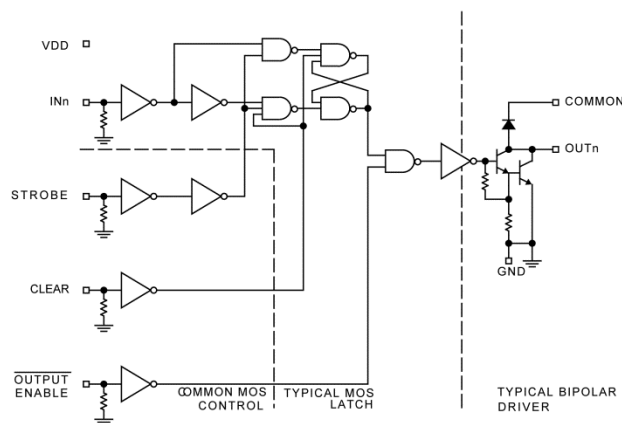 VDD
INn
STROBE
CLEAR
OUTPUT
ENABLE
COMMON MOS
CONTROL
TYPICAL MOS
LATCH
COMMON
OUTn
GND
TYPICAL BIPOLAR
DRIVER